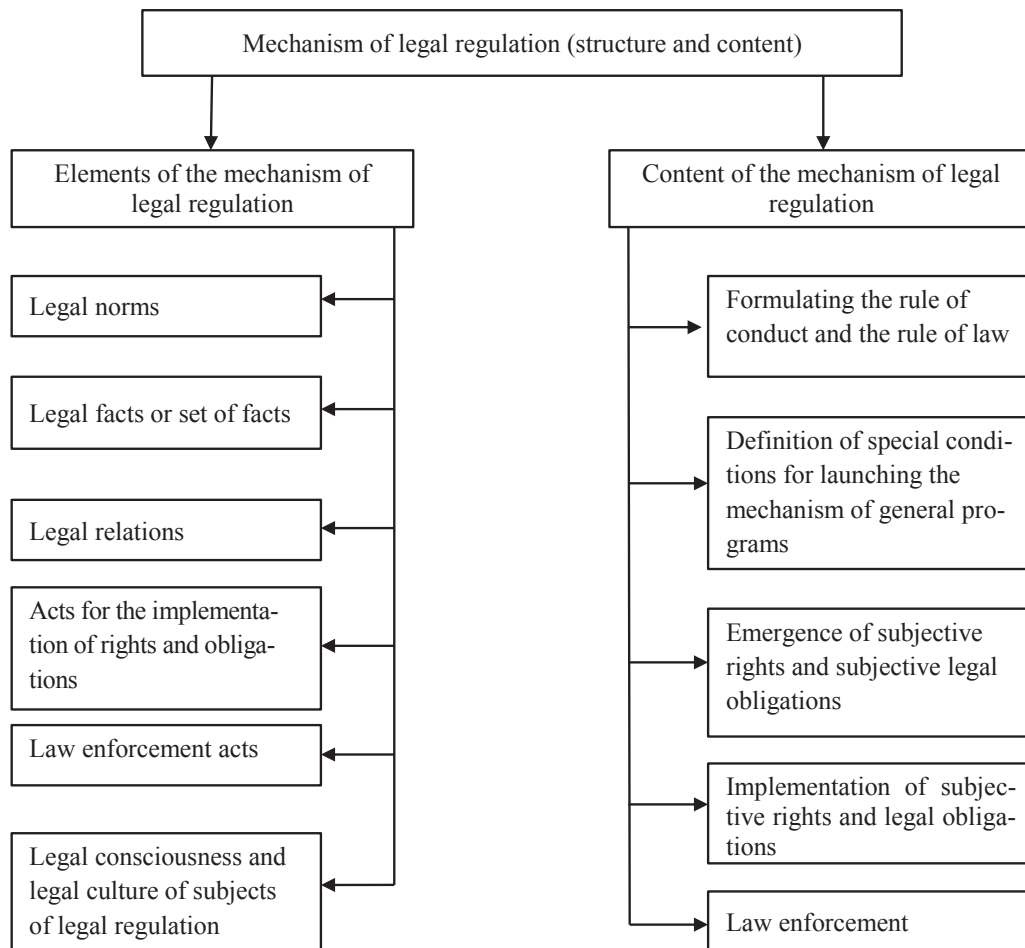 Mechanism of legal regulation (structure and content)
Elements of the mechanism of
legal regulation
Legal norms
Legal facts or set of facts
Legal relations
Acts for the implementa-
tion of rights and obliga-
tions
Law enforcement acts
Legal consciousness and
legal culture of subjects
of legal regulation
Content of the mechanism of legal
regulation
Formulating the rule of
conduct and the rule of law
Definition of special condi-
tions for launching the
mechanism of general pro-
grams
Emergence of subjective
rights and subjective legal
obligations
Implementation of subjec-
tive rights and legal obliga-
tions
Law enforcement